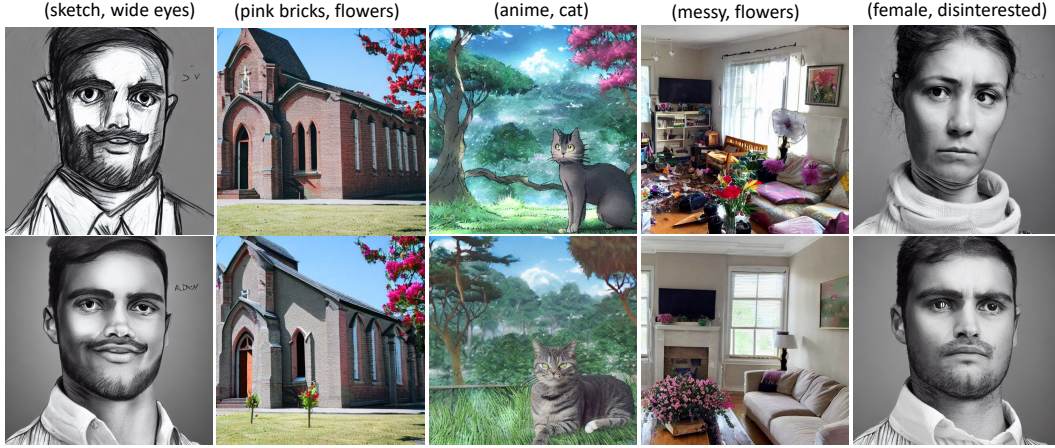 (sketch, wide eyes)
(pink bricks, flowers)
(anime, cat)
(messy, flowers)
(female, disinterested)